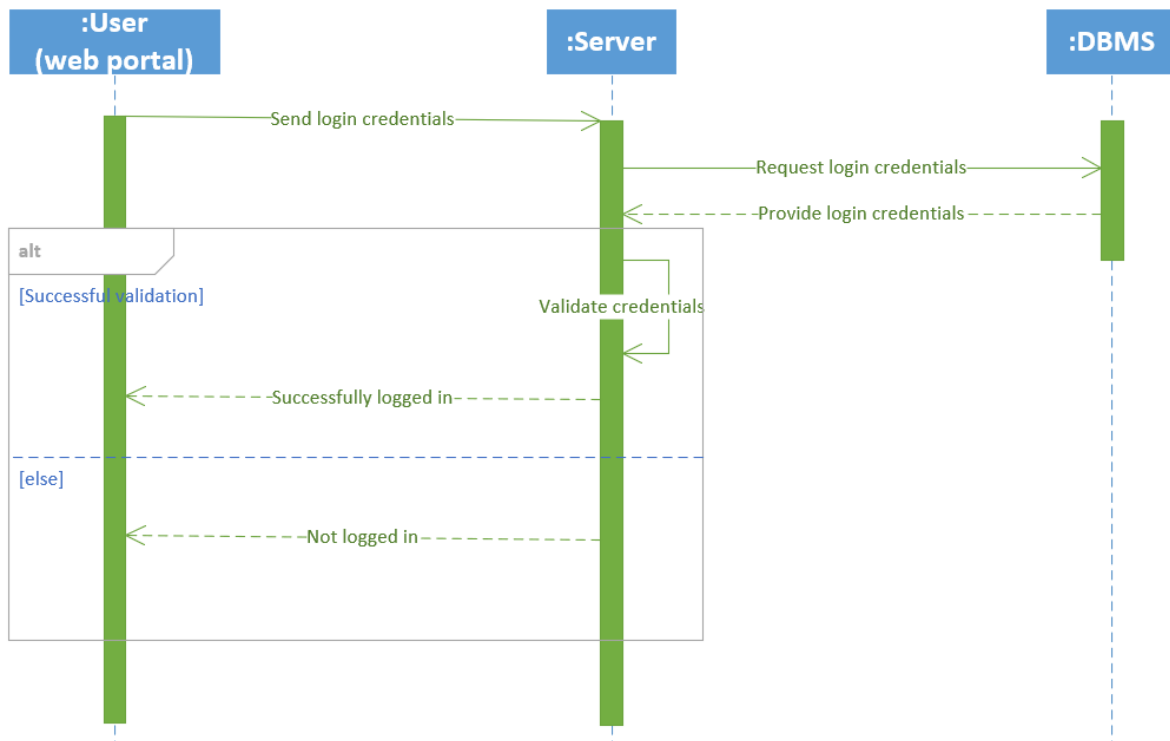 :User
(web portal)
:Server
:DBMS
Send login credentials
Request login credentials
Provide login credentials
alt
[Successful validation]
Validate credentials
Successfully logged in
[else]
Not logged in